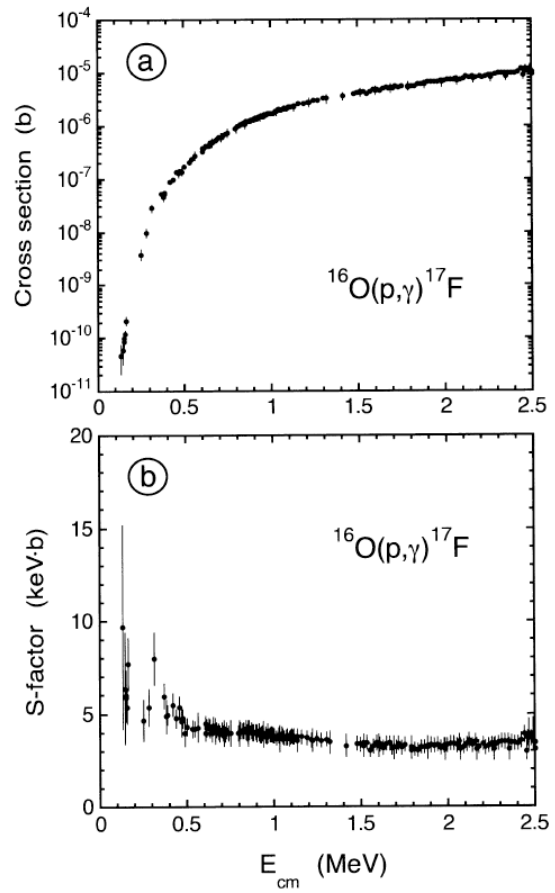 10⁻⁴
10⁻⁵
10⁻⁶
10⁻⁷
10⁻⁸
10⁻⁹
10⁻¹⁰
10⁻¹¹
Cross section (b)
a
¹⁶O(p,γ)¹⁷F
0 0.5 1 1.5 2 2.5
20
15
10
5
0
S-factor (keV·b)
b
¹⁶O(p,γ)¹⁷F
0 0.5 1 1.5 2 2.5
E_cm (MeV)